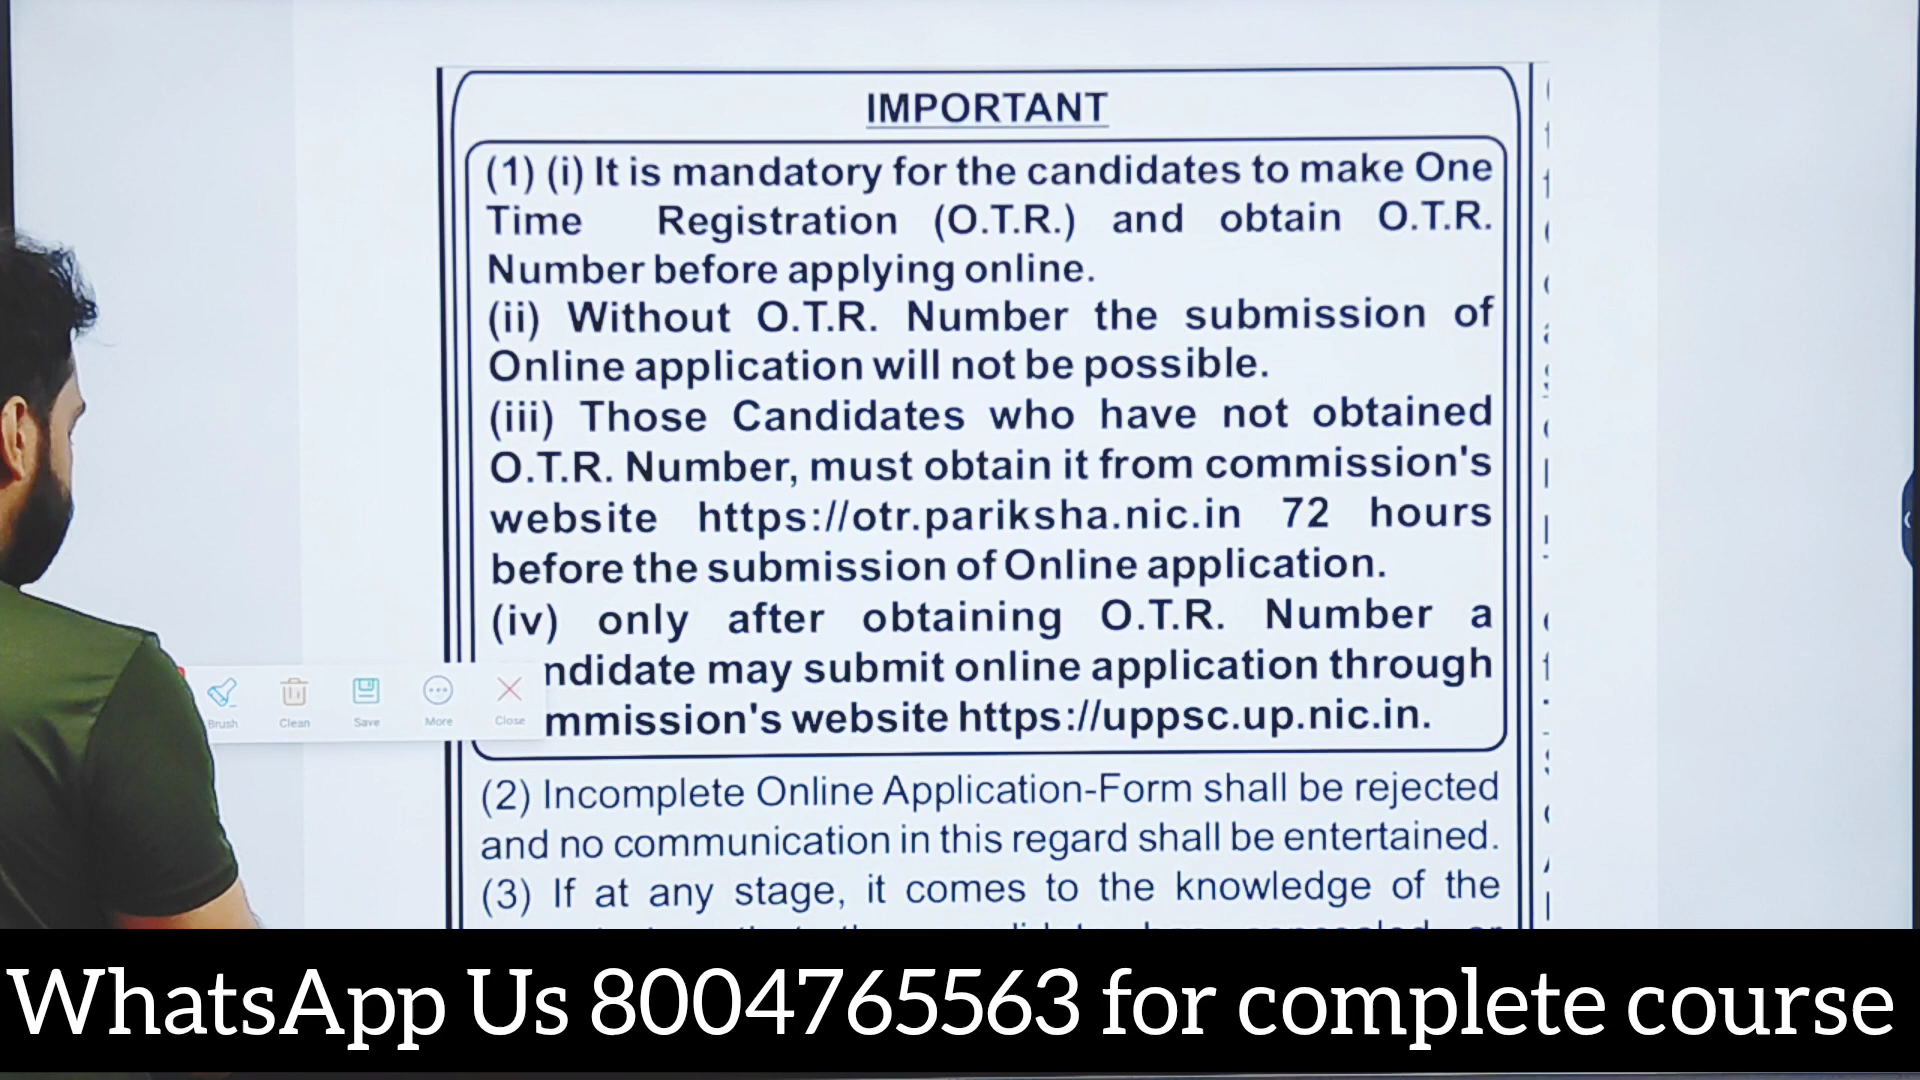 IMPORTANT
(1) (i) It is mandatory for the candidates to make One
Time Registration (O.T.R.) and obtain O.T.R.
Number before applying online.
(ii) Without O.T.R. Number the submission of
Online application will not be possible.
(iii) Those Candidates who have not obtained
O.T.R. Number, must obtain it from commission's
website https://otr.pariksha.nic.in 72 hours
before the submission of Online application.
(iv) only after obtaining O.T.R. Number a
ndidate may submit online application through
mmission's website https://uppsc.up.nic.in.
Brush Clean Save More Close
(2) Incomplete Online Application-Form shall be rejected
and no communication in this regard shall be entertained.
(3) If at any stage, it comes to the knowledge of the
WhatsApp Us 8004765563 for complete course